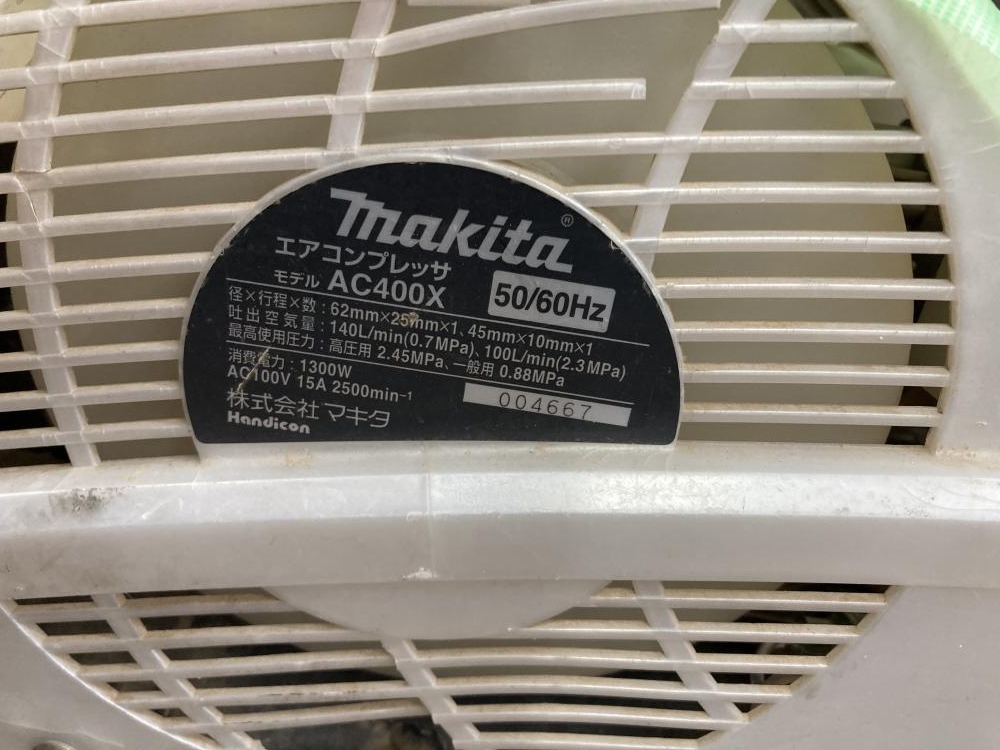 makita®
エアコンプレッサ
モデル AC400X
50/60Hz
径×行程×数：62mm×25mm×1、45mm×10mm×1
吐出空気量：140L/min(0.7MPa)、100L/min(2.3MPa)
最高使用圧力：高圧用 2.45MPa、一般用 0.88MPa
消費電力：1300W
AC100V 15A 2500min⁻¹
004667
株式会社 マキタ
Handicon